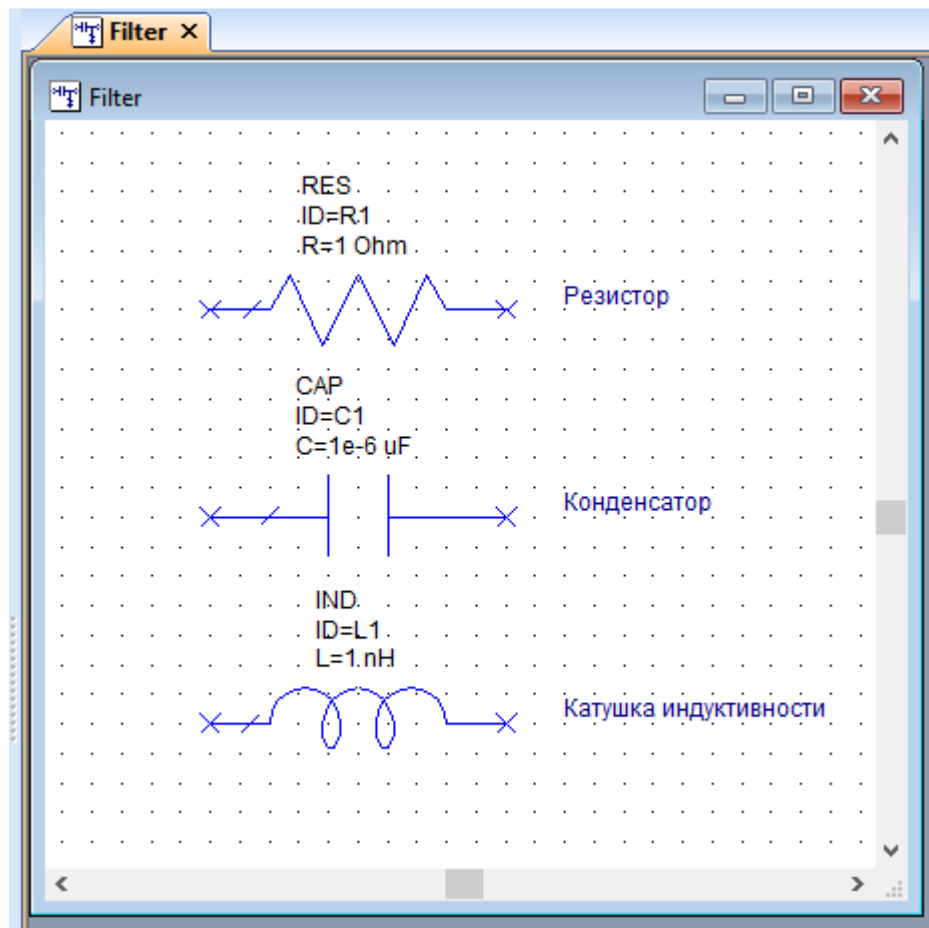 Filter
Filter
RES
ID=R1
R=1 Ohm
Резистор
CAP
ID=C1
C=1e-6 uF
Конденсатор
IND
ID=L1
L=1 nH
Катушка индуктивности